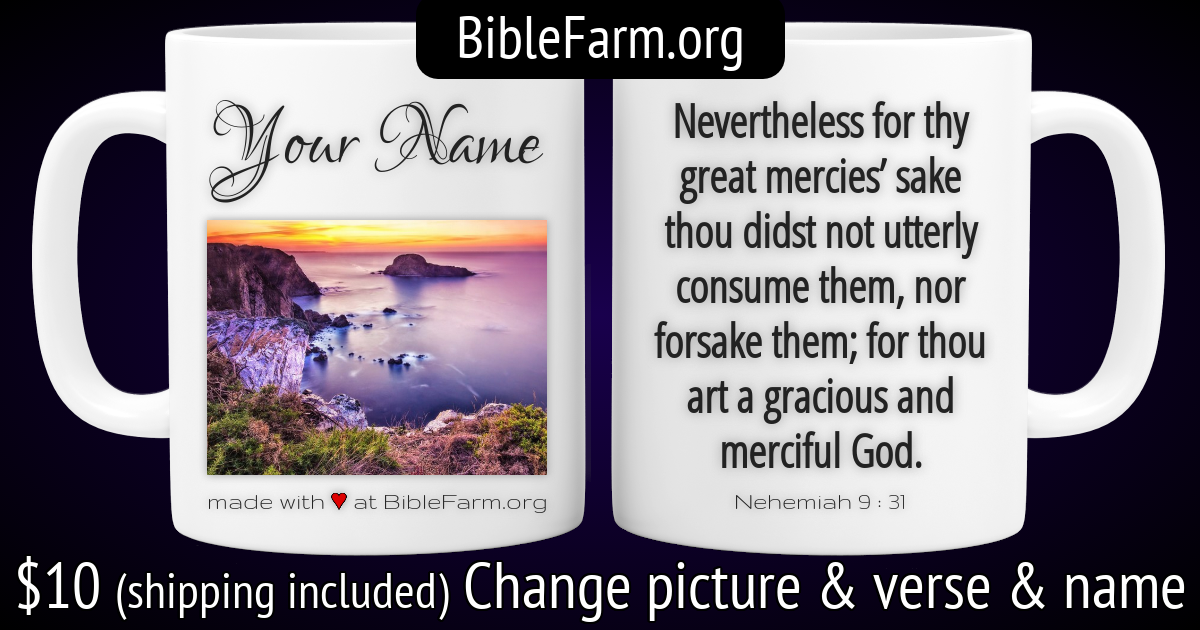 BibleFarm.org
Your Name
made with ♥ at BibleFarm.org
Nevertheless for thy
great mercies’ sake
thou didst not utterly
consume them, nor
forsake them; for thou
art a gracious and
merciful God.
Nehemiah 9 : 31
$10 (shipping included) Change picture & verse & name